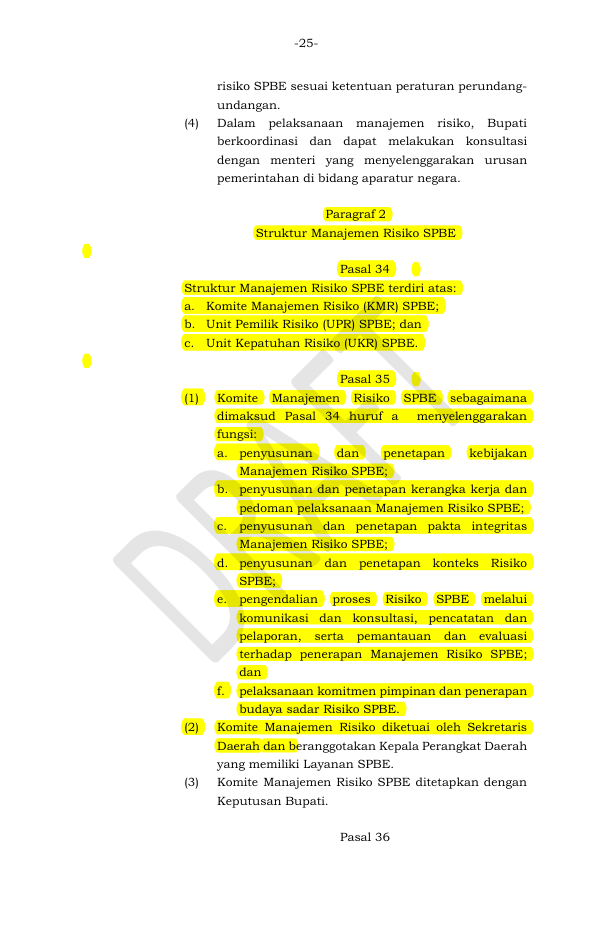 -25-
risiko SPBE sesuai ketentuan peraturan perundang-
undangan.
(4) Dalam pelaksanaan manajemen risiko, Bupati
berkoordinasi dan dapat melakukan konsultasi
dengan menteri yang menyelenggarakan urusan
pemerintahan di bidang aparatur negara.
Paragraf 2
Struktur Manajemen Risiko SPBE
Pasal 34
Struktur Manajemen Risiko SPBE terdiri atas:
a. Komite Manajemen Risiko (KMR) SPBE;
b. Unit Pemilik Risiko (UPR) SPBE; dan
c. Unit Kepatuhan Risiko (UKR) SPBE.
Pasal 35
(1) Komite Manajemen Risiko SPBE sebagaimana
dimaksud Pasal 34 huruf a menyelenggarakan
fungsi:
a. penyusunan dan penetapan kebijakan
Manajemen Risiko SPBE;
b. penyusunan dan penetapan kerangka kerja dan
pedoman pelaksanaan Manajemen Risiko SPBE;
c. penyusunan dan penetapan pakta integritas
Manajemen Risiko SPBE;
d. penyusunan dan penetapan konteks Risiko
SPBE;
e. pengendalian proses Risiko SPBE melalui
komunikasi dan konsultasi, pencatatan dan
pelaporan, serta pemantauan dan evaluasi
terhadap penerapan Manajemen Risiko SPBE;
dan
f. pelaksanaan komitmen pimpinan dan penerapan
budaya sadar Risiko SPBE.
(2) Komite Manajemen Risiko diketuai oleh Sekretaris
Daerah dan beranggotakan Kepala Perangkat Daerah
yang memiliki Layanan SPBE.
(3) Komite Manajemen Risiko SPBE ditetapkan dengan
Keputusan Bupati.
Pasal 36
DRAFT